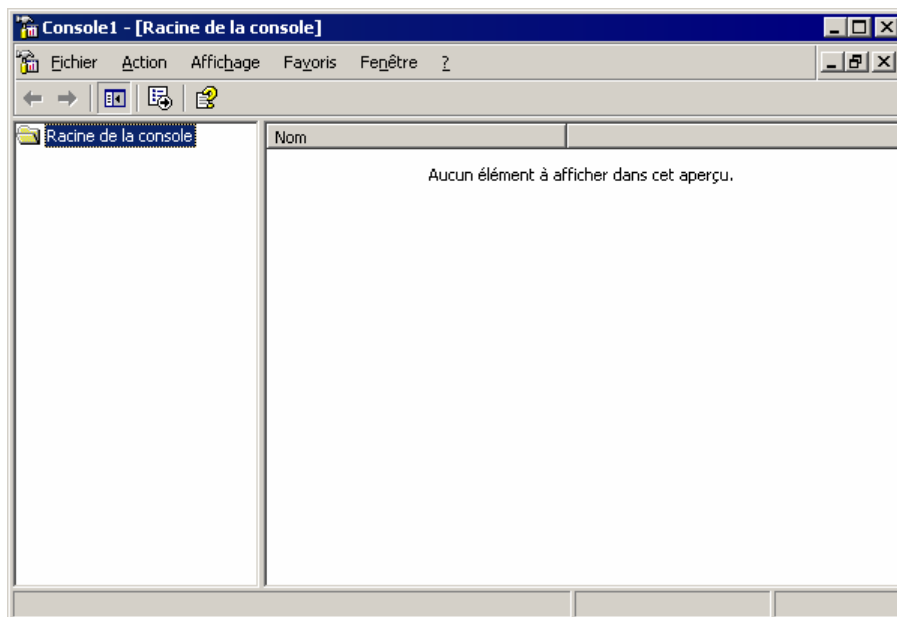 Console1 - [Racine de la console]
Fichier Action Affichage Favoris Fenêtre ?
Racine de la console
Nom
Aucun élément à afficher dans cet aperçu.